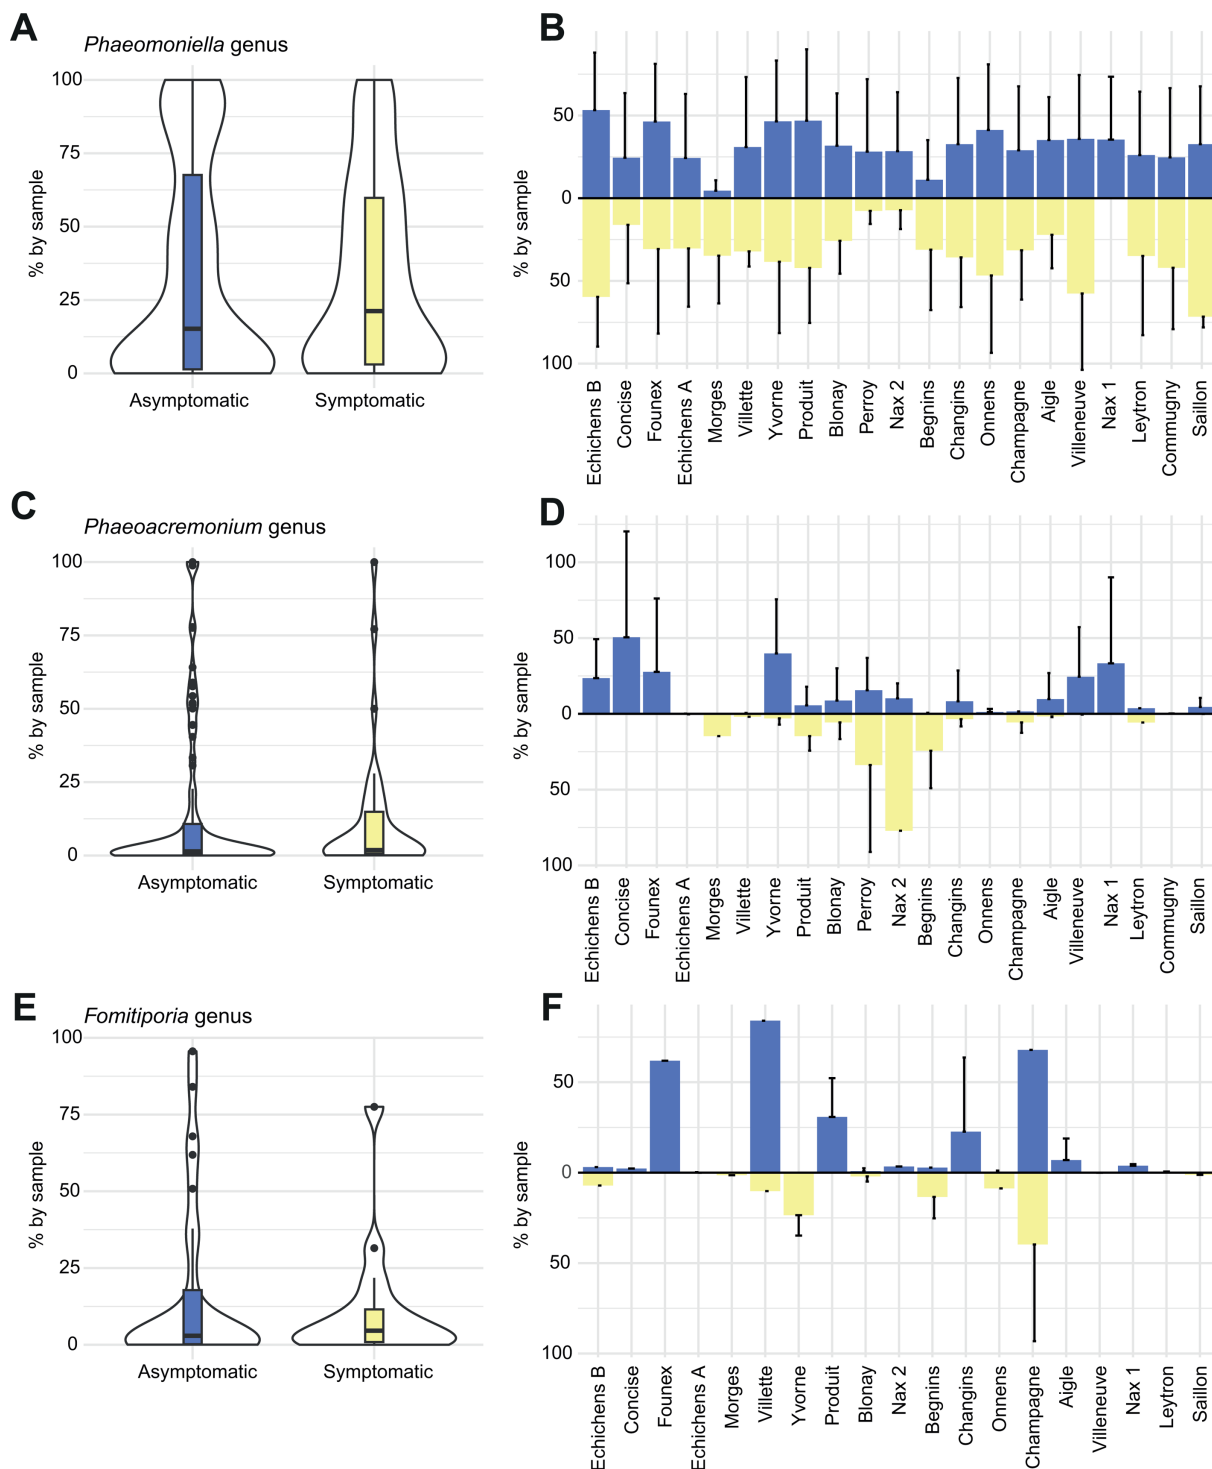 A
Phaeomoniella genus
% by sample
100
75
50
25
0
Asymptomatic
Symptomatic
B
% by sample
50
0
50
100
Echichens B
Concise
Founex
Echichens A
Morges
Villette
Yvorne
Produit
Blonay
Perroy
Nax 2
Begnins
Changins
Onnens
Champagne
Aigle
Villeneuve
Nax 1
Leytron
Commugny
Saillon
C
Phaeoacremonium genus
% by sample
100
75
50
25
0
Asymptomatic
Symptomatic
D
% by sample
100
50
0
50
100
Echichens B
Concise
Founex
Echichens A
Morges
Villette
Yvorne
Produit
Blonay
Perroy
Nax 2
Begnins
Changins
Onnens
Champagne
Aigle
Villeneuve
Nax 1
Leytron
Commugny
Saillon
E
Fomitiporia genus
% by sample
100
75
50
25
0
Asymptomatic
Symptomatic
F
% by sample
50
0
50
100
Echichens B
Concise
Founex
Echichens A
Morges
Villette
Yvorne
Produit
Blonay
Nax 2
Begnins
Changins
Onnens
Champagne
Aigle
Villeneuve
Nax 1
Leytron
Saillon